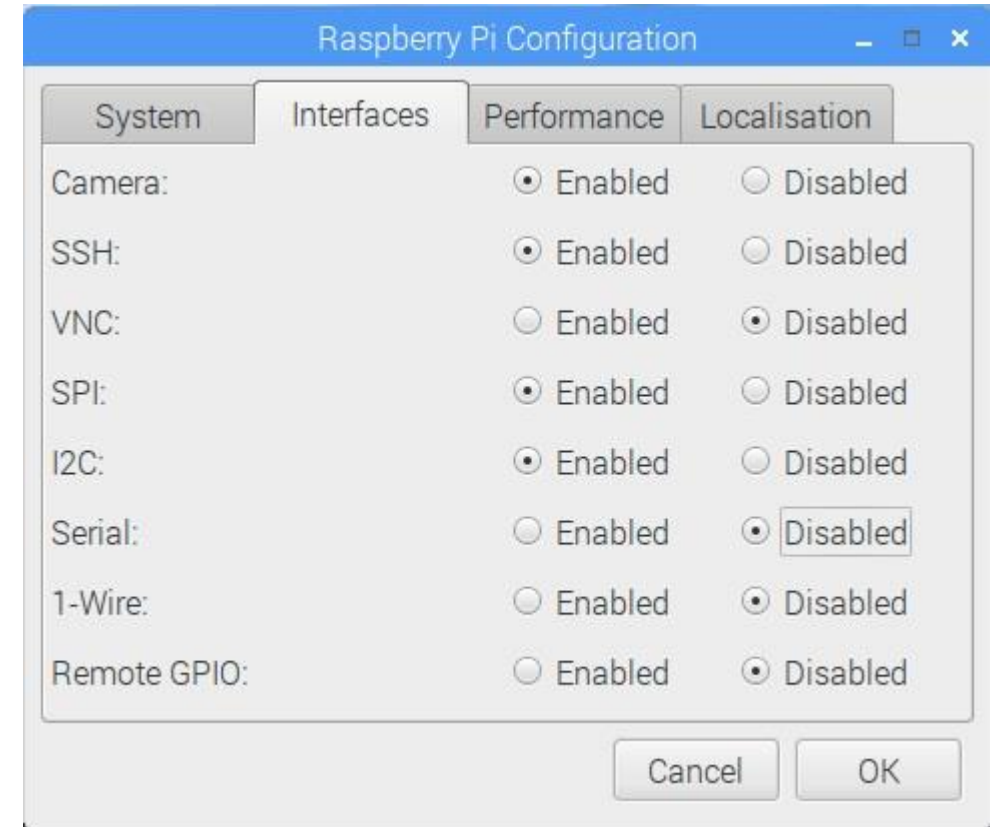 Raspberry Pi Configuration
System Interfaces Performance Localisation
Camera: Enabled Disabled
SSH: Enabled Disabled
VNC: Enabled Disabled
SPI: Enabled Disabled
I2C: Enabled Disabled
Serial: Enabled Disabled
1-Wire: Enabled Disabled
Remote GPIO: Enabled Disabled
Cancel OK